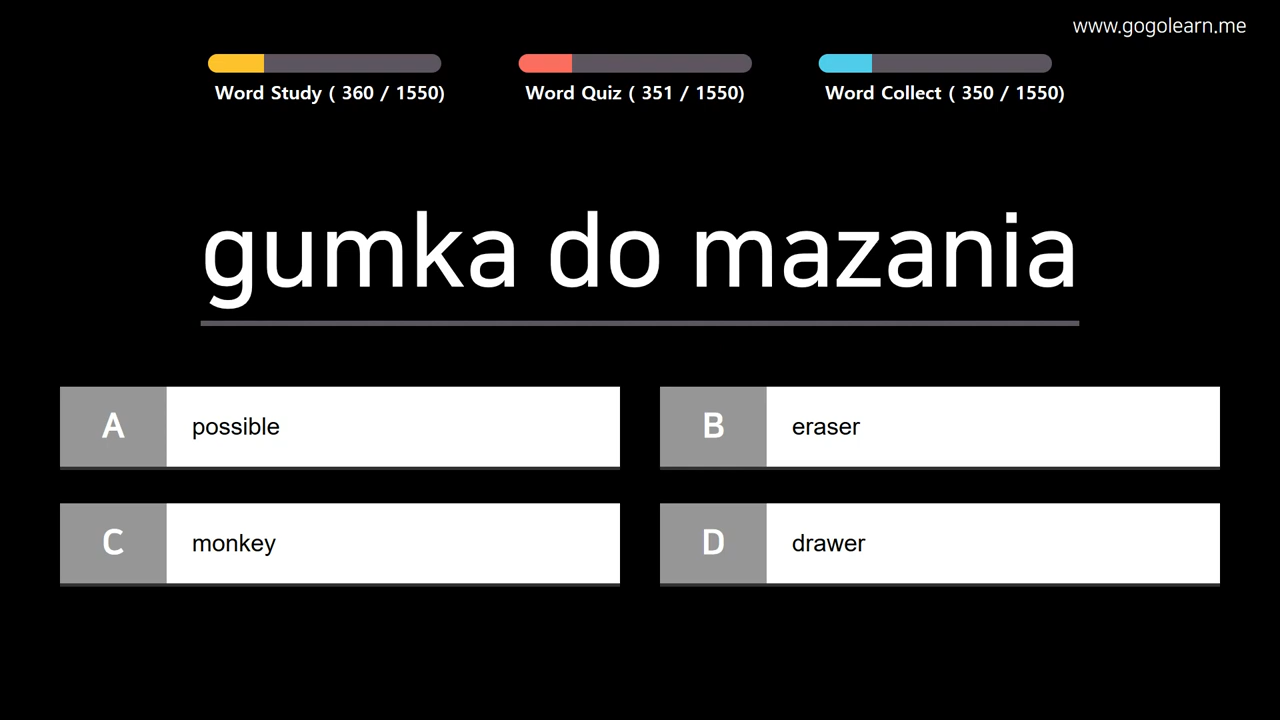 www.gogolearn.me
Word Study ( 360 / 1550)
Word Quiz ( 351 / 1550)
Word Collect ( 350 / 1550)
gumka do mazania
A possible
B eraser
C monkey
D drawer